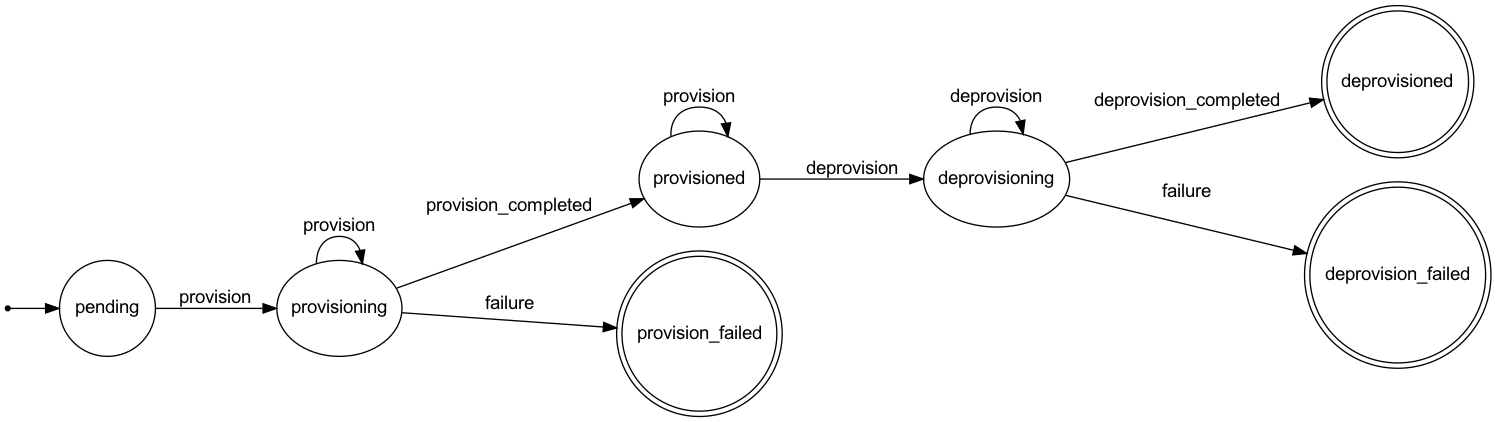 deprovisioned
provision
deprovision
deprovision_completed
provisioned
deprovision
deprovisioning
failure
provision_completed
provision
pending
provision
provisioning
failure
provision_failed
deprovision_failed